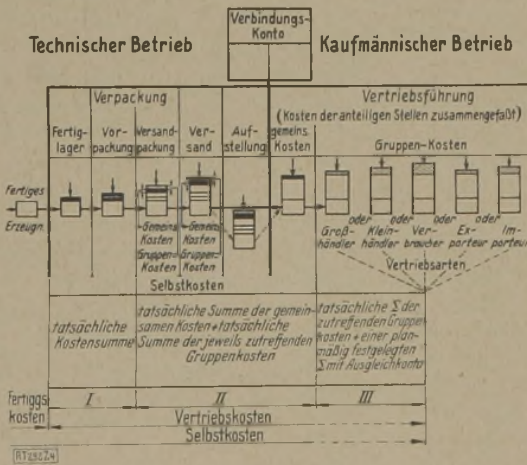 Verbindungs-
Konto
Technischer Betrieb
Kaufmännischer Betrieb
Verpackung
Vertriebsführung
(Kosten der anteiligen Stellen zusammengefaßt)
Fertig-
lager
Vor-
packung
Versand-
packung
Ver-
sand
Auf-
stellung
gemeins.
Kosten
Gruppen-Kosten
Fertiges
Erzeugn.
Gemeins
Kosten
Gruppen-
Kosten
Gemeins
Kosten
Gruppen-
Kosten
oder oder oder oder
Groß-
händler
Klein-
händler
Ver-
braucher
Ex-
porteur
Im-
porteur
Vertriebsarten
Selbstkosten
tatsächliche
Kostensumme
tatsächliche Summe der gemein-
samen Kosten + tatsächliche
Summe der jeweils zutreffenden
Gruppenkosten
tatsächliche Σ der
zutreffenden Gruppen
kosten + einer plan-
mäßig festgelegten
Σ mit Ausgleichkonto
Fertiggs
kosten
I
II
III
Vertriebskosten
Selbstkosten